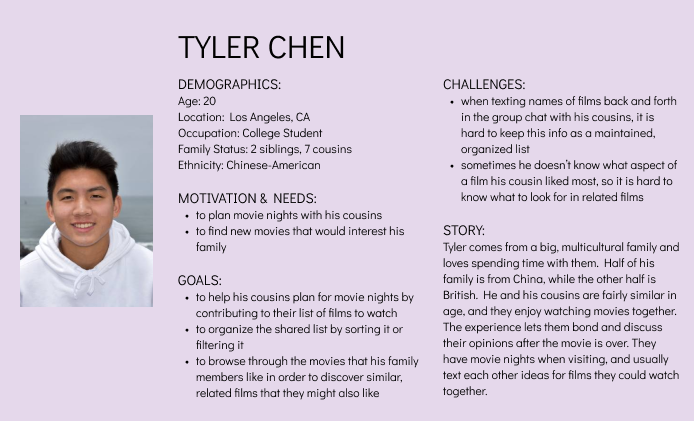 TYLER CHEN
DEMOGRAPHICS:
Age: 20
Location: Los Angeles, CA
Occupation: College Student
Family Status: 2 siblings, 7 cousins
Ethnicity: Chinese-American
MOTIVATION & NEEDS:
• to plan movie nights with his cousins
• to find new movies that would interest his
family
GOALS:
• to help his cousins plan for movie nights by
contributing to their list of films to watch
• to organize the shared list by sorting it or
filtering it
• to browse through the movies that his family
members like in order to discover similar,
related films that they might also like
CHALLENGES:
• when texting names of films back and forth
in the group chat with his cousins, it is
hard to keep this info as a maintained,
organized list
• sometimes he doesn't know what aspect of
a film his cousin liked most, so it is hard to
know what to look for in related films
STORY:
Tyler comes from a big, multicultural family and
loves spending time with them. Half of his
family is from China, while the other half is
British. He and his cousins are fairly similar in
age, and they enjoy watching movies together.
The experience lets them bond and discuss
their opinions after the movie is over. They
have movie nights when visiting, and usually
text each other ideas for films they could watch
together.